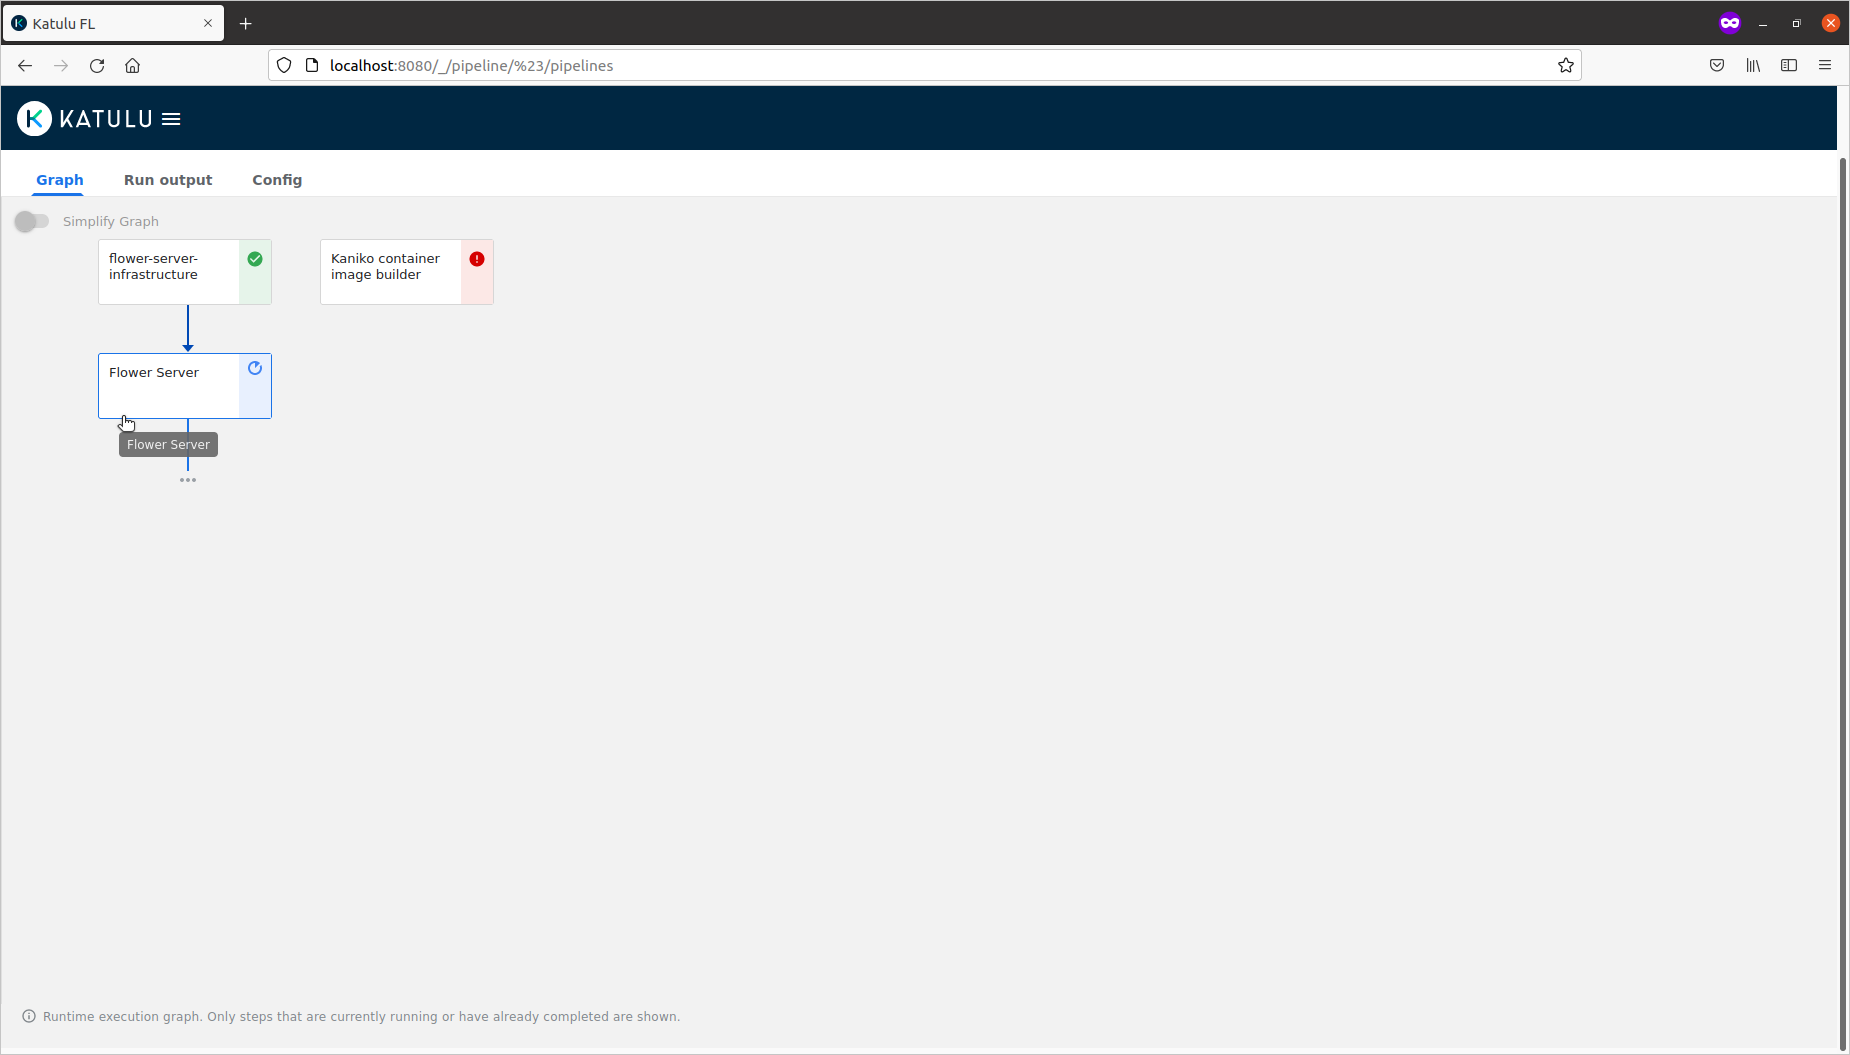 Katulu FL
localhost:8080/_/pipeline/%23/pipelines
KATULU
Graph Run output Config
Simplify Graph
flower-server-
infrastructure
Kaniko container
image builder
Flower Server
Flower Server
Runtime execution graph. Only steps that are currently running or have already completed are shown.